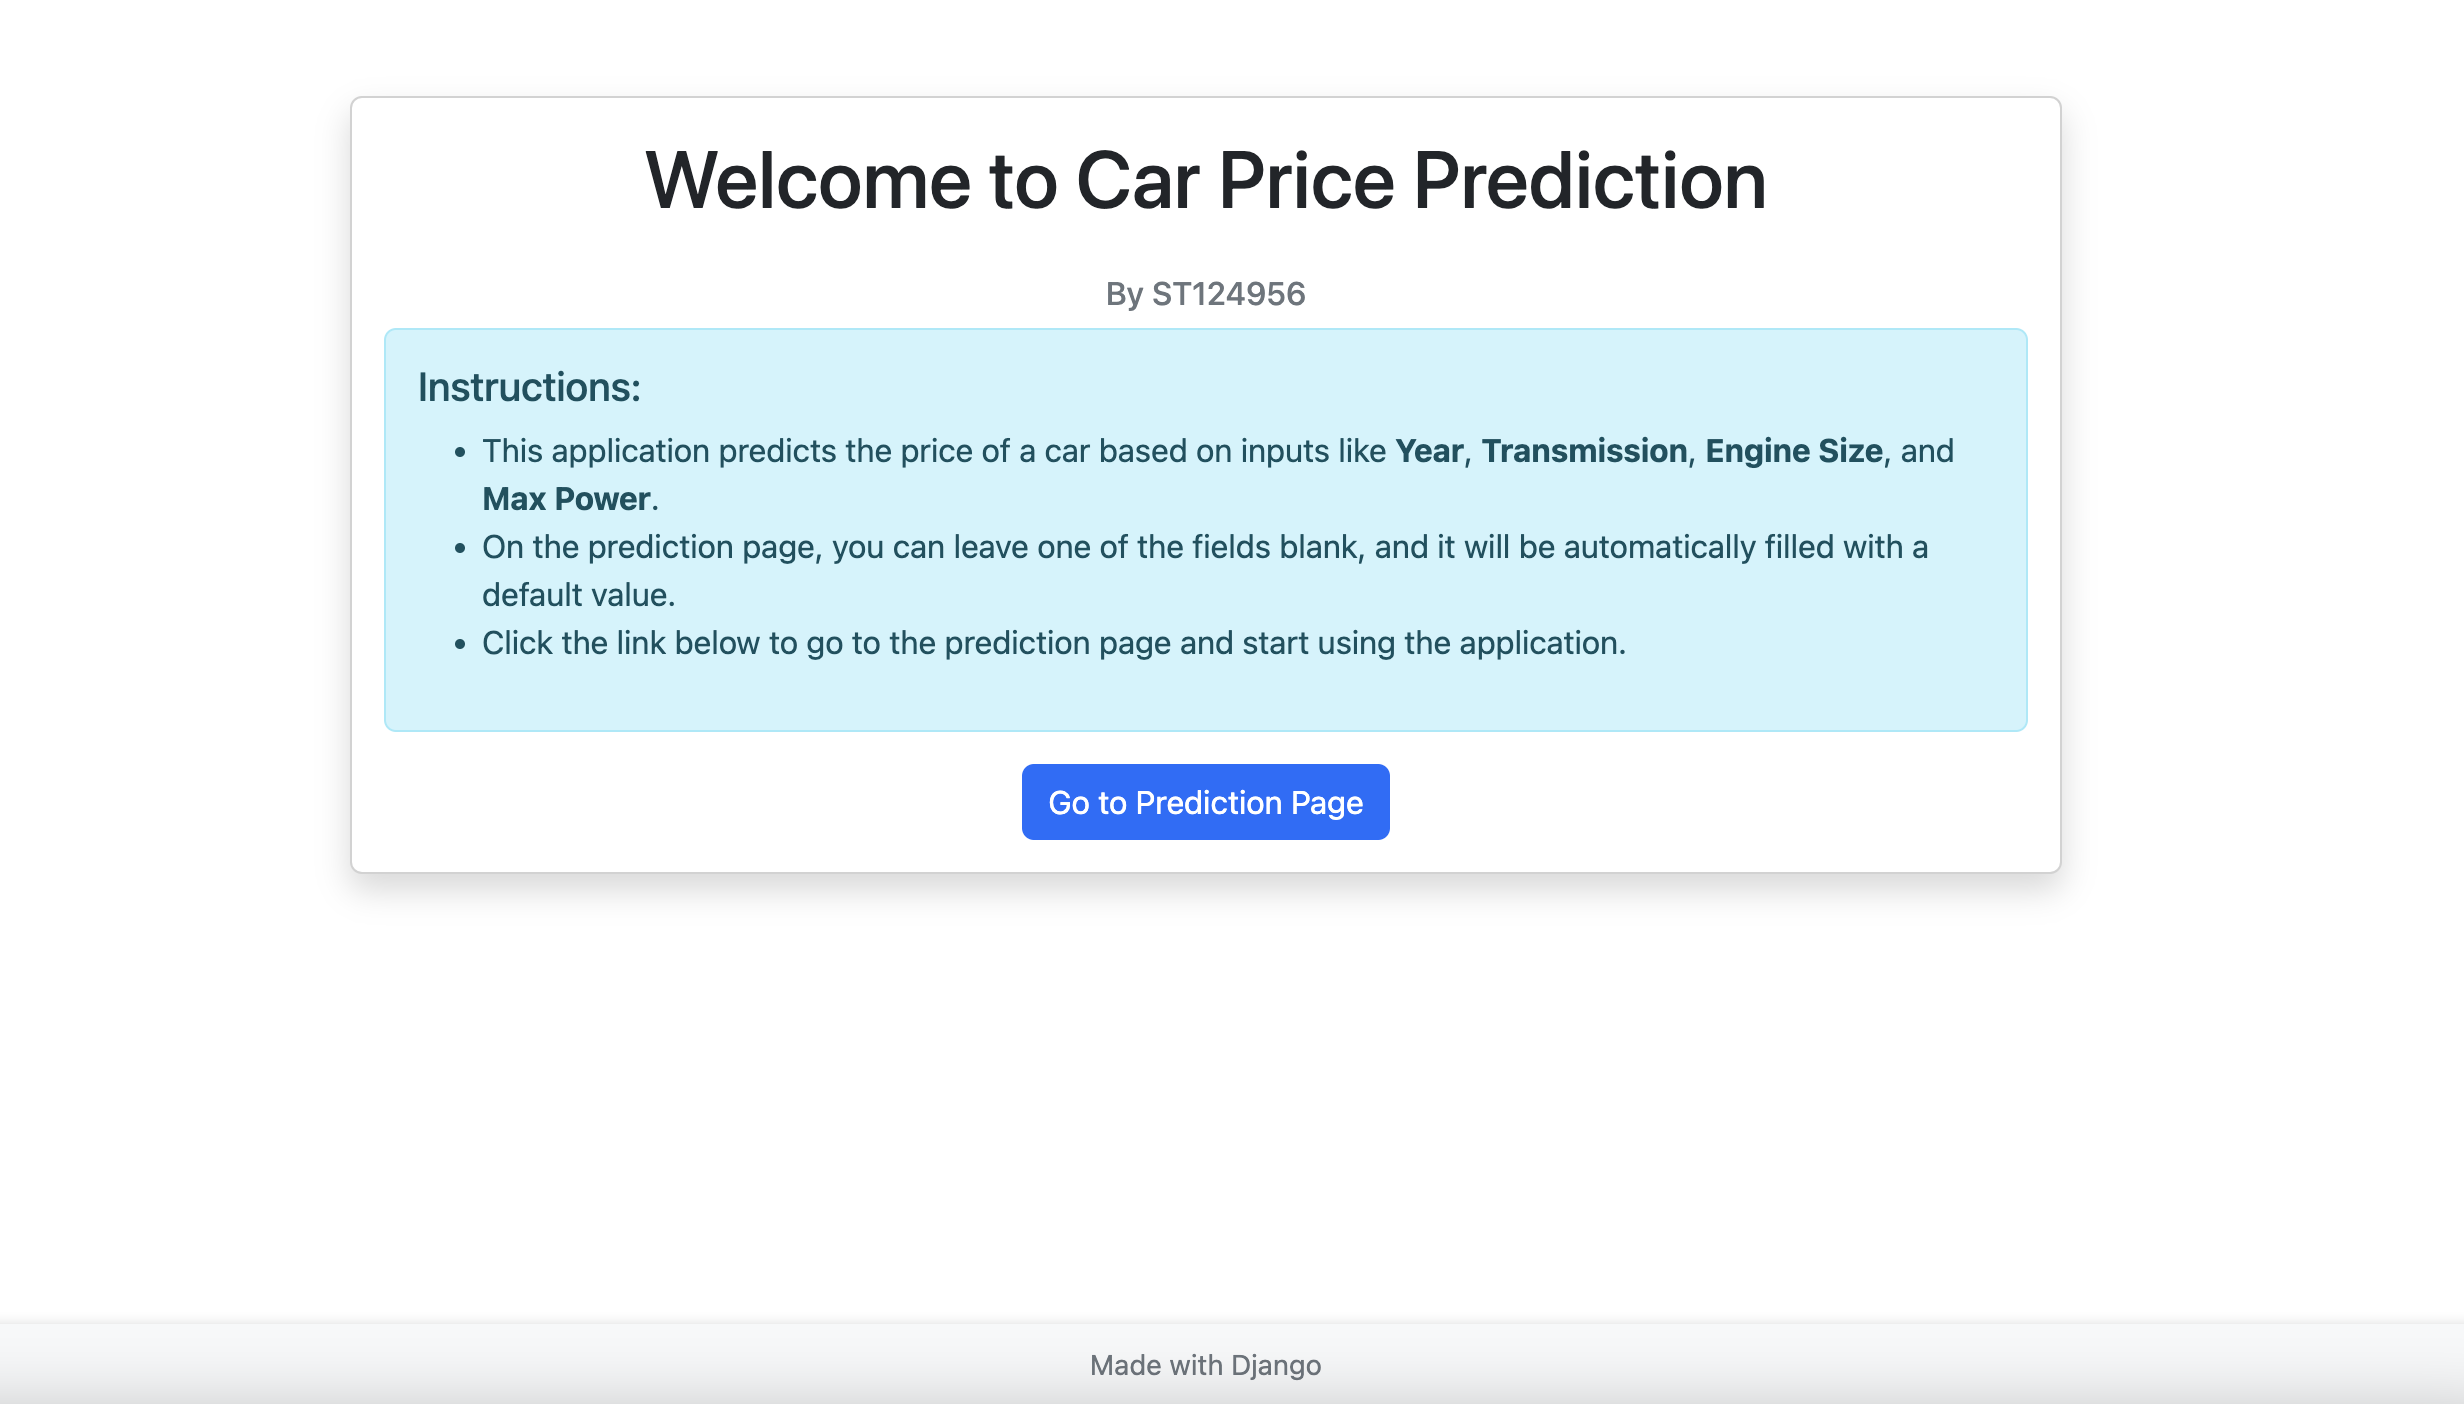 Welcome to Car Price Prediction
By ST124956
Instructions:
• This application predicts the price of a car based on inputs like Year, Transmission, Engine Size, and
Max Power.
• On the prediction page, you can leave one of the fields blank, and it will be automatically filled with a
default value.
• Click the link below to go to the prediction page and start using the application.
Go to Prediction Page
Made with Django